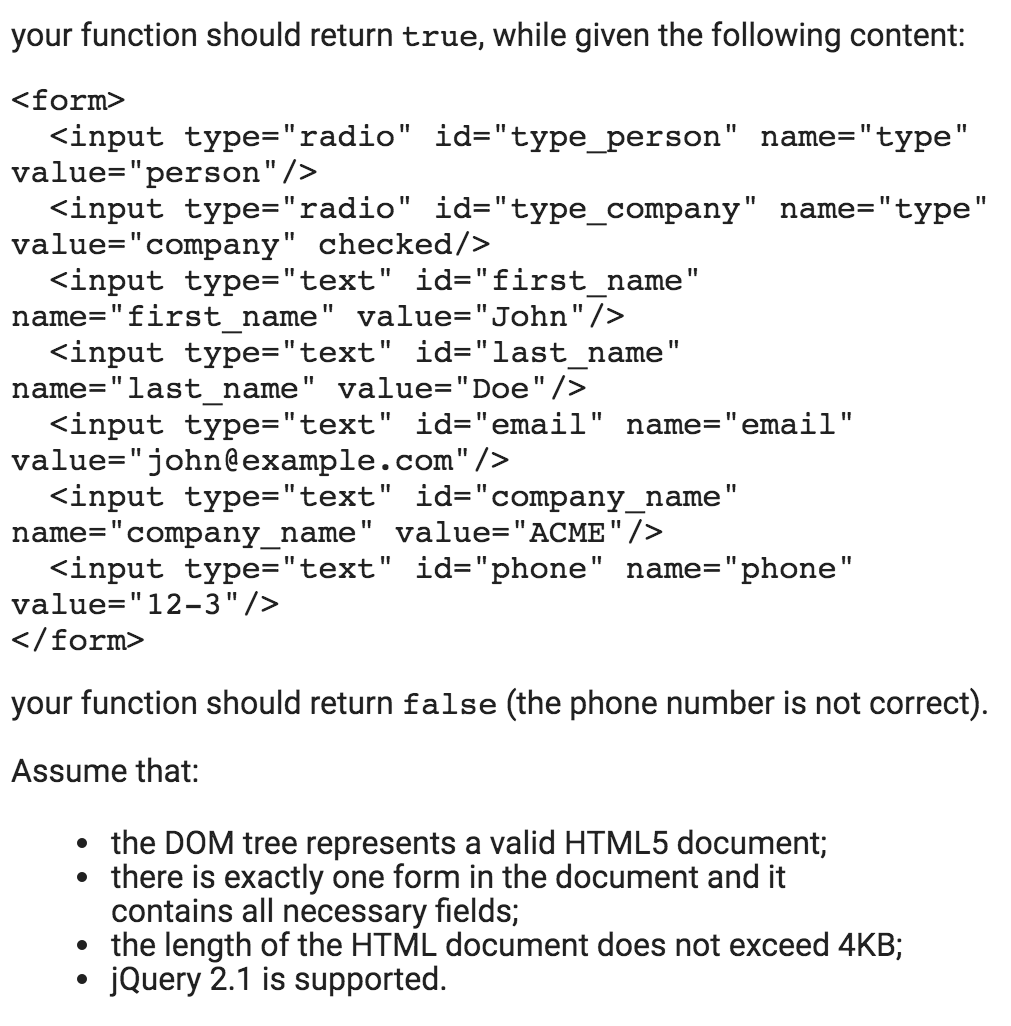 your function should return true, while given the following content:
<form>
  <input type="radio" id="type_person" name="type"
value="person"/>
  <input type="radio" id="type_company" name="type"
value="company" checked/>
  <input type="text" id="first_name"
name="first_name" value="John"/>
  <input type="text" id="last_name"
name="last_name" value="Doe"/>
  <input type="text" id="email" name="email"
value="john@example.com"/>
  <input type="text" id="company_name"
name="company_name" value="ACME"/>
  <input type="text" id="phone" name="phone"
value="12-3"/>
</form>
your function should return false (the phone number is not correct).
Assume that:
• the DOM tree represents a valid HTML5 document;
• there is exactly one form in the document and it
contains all necessary fields;
• the length of the HTML document does not exceed 4KB;
• jQuery 2.1 is supported.